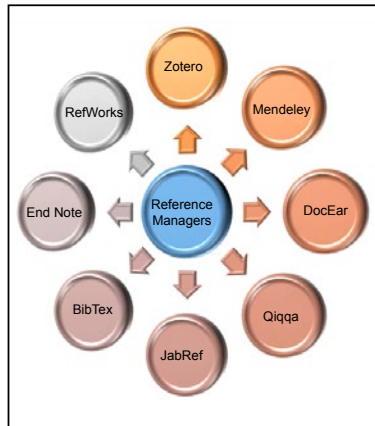 Zotero
RefWorks
Mendeley
Reference
Managers
End Note
DocEar
BibTex
Qiqqa
JabRef